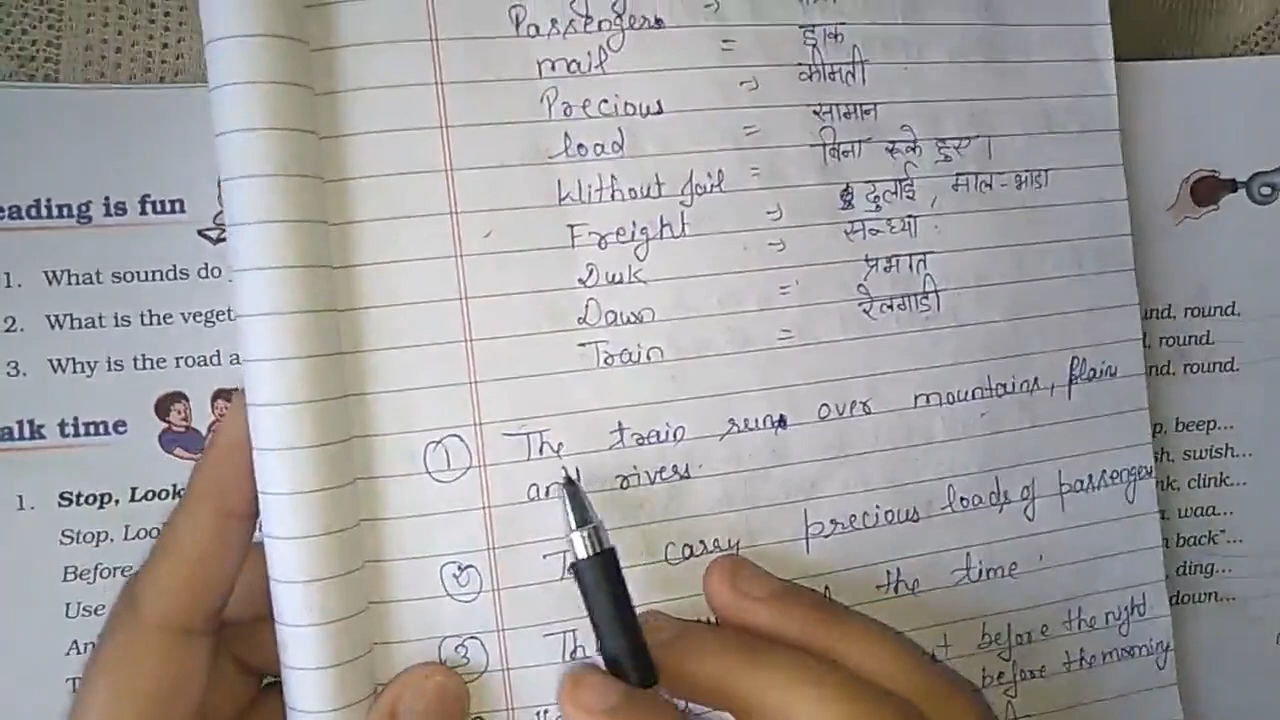 Passengers →
mail = डाक
Precious → कीमती
load = सामान
Without fail = बिना रूके हुए।
Freight → ढुलाई, माल-भाडा
Dusk → सन्ध्या
Dawn = प्रभात
Train = रेलगाडी
① The train runs over mountains, plain
and rivers.
② carry precious loads of passenger
the time.
③ before the night
before the morning
eading is fun
1. What sounds do
2. What is the veget
3. Why is the road a
alk time
1. Stop, Look
Stop, Loo
Before
Use
An
T
und, round,
l, round.
nd, round.
p, beep...
sh, swish...
nk, clink...
, waa...
back"...
, ding...
down...